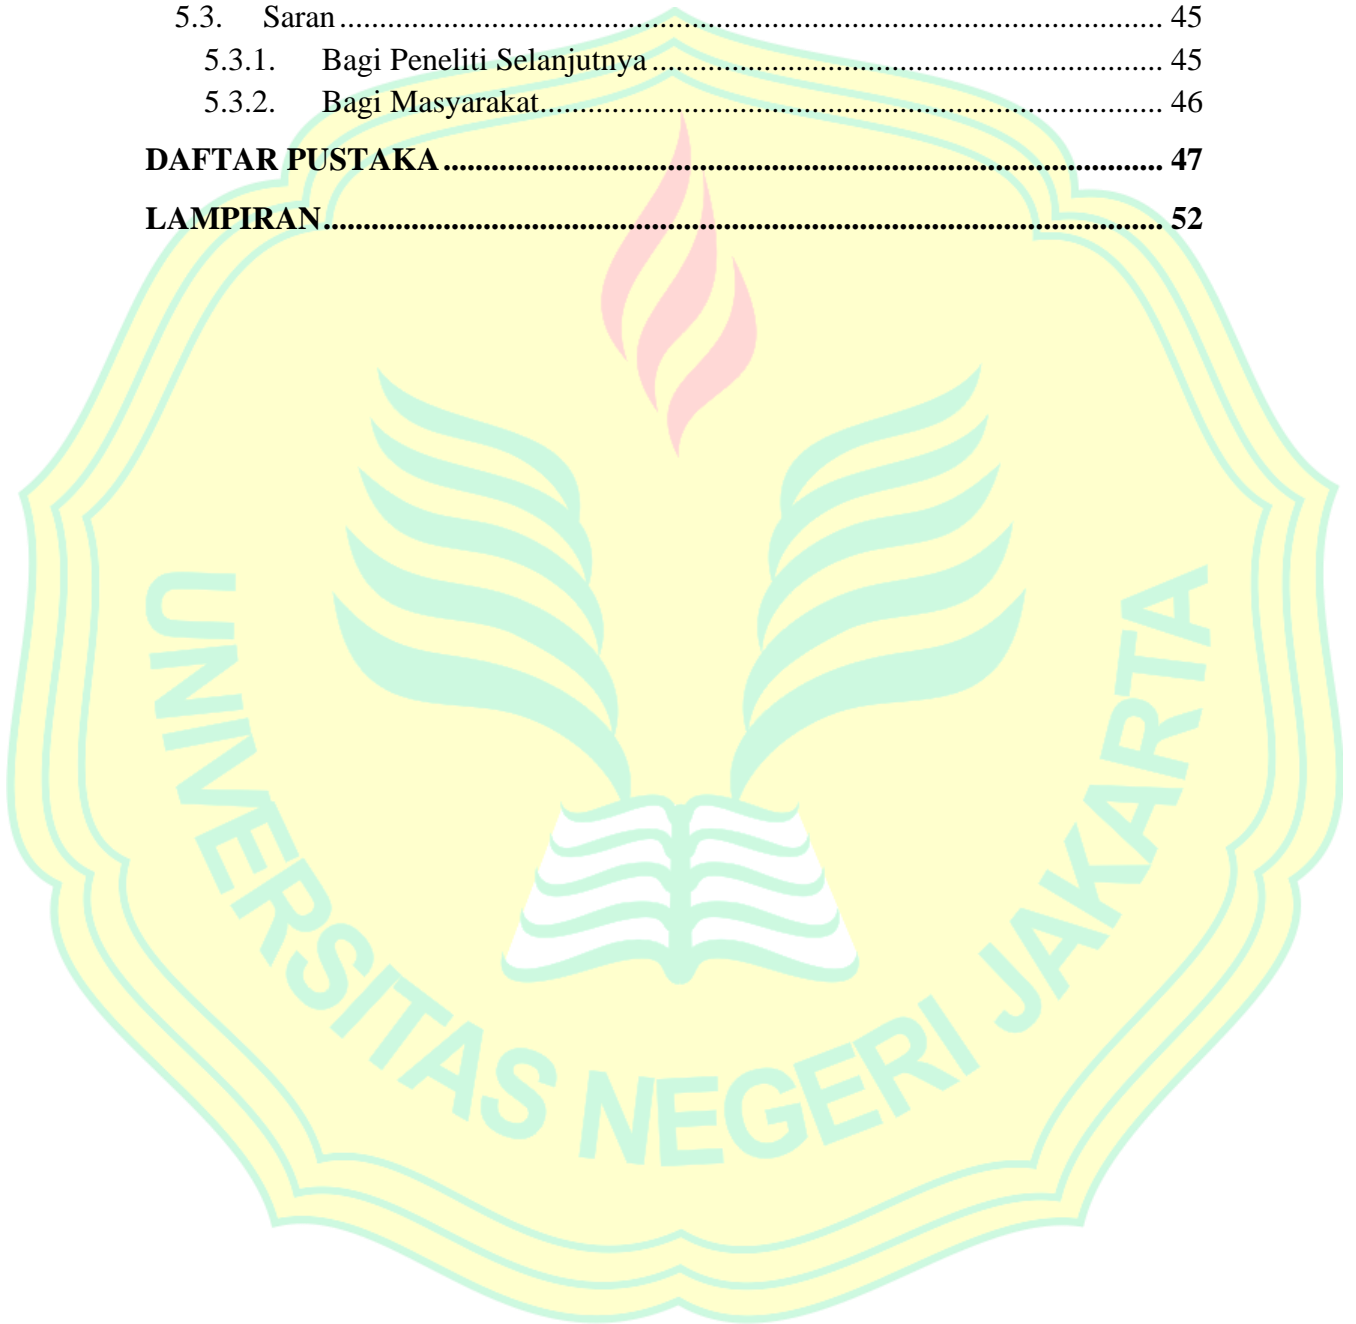 5.3. Saran ........................................................................................................ 45
5.3.1. Bagi Peneliti Selanjutnya ................................................................. 45
5.3.2. Bagi Masyarakat............................................................................... 46
DAFTAR PUSTAKA ........................................................................................... 47
LAMPIRAN.......................................................................................................... 52
UNIVERSITAS NEGERI JAKARTA